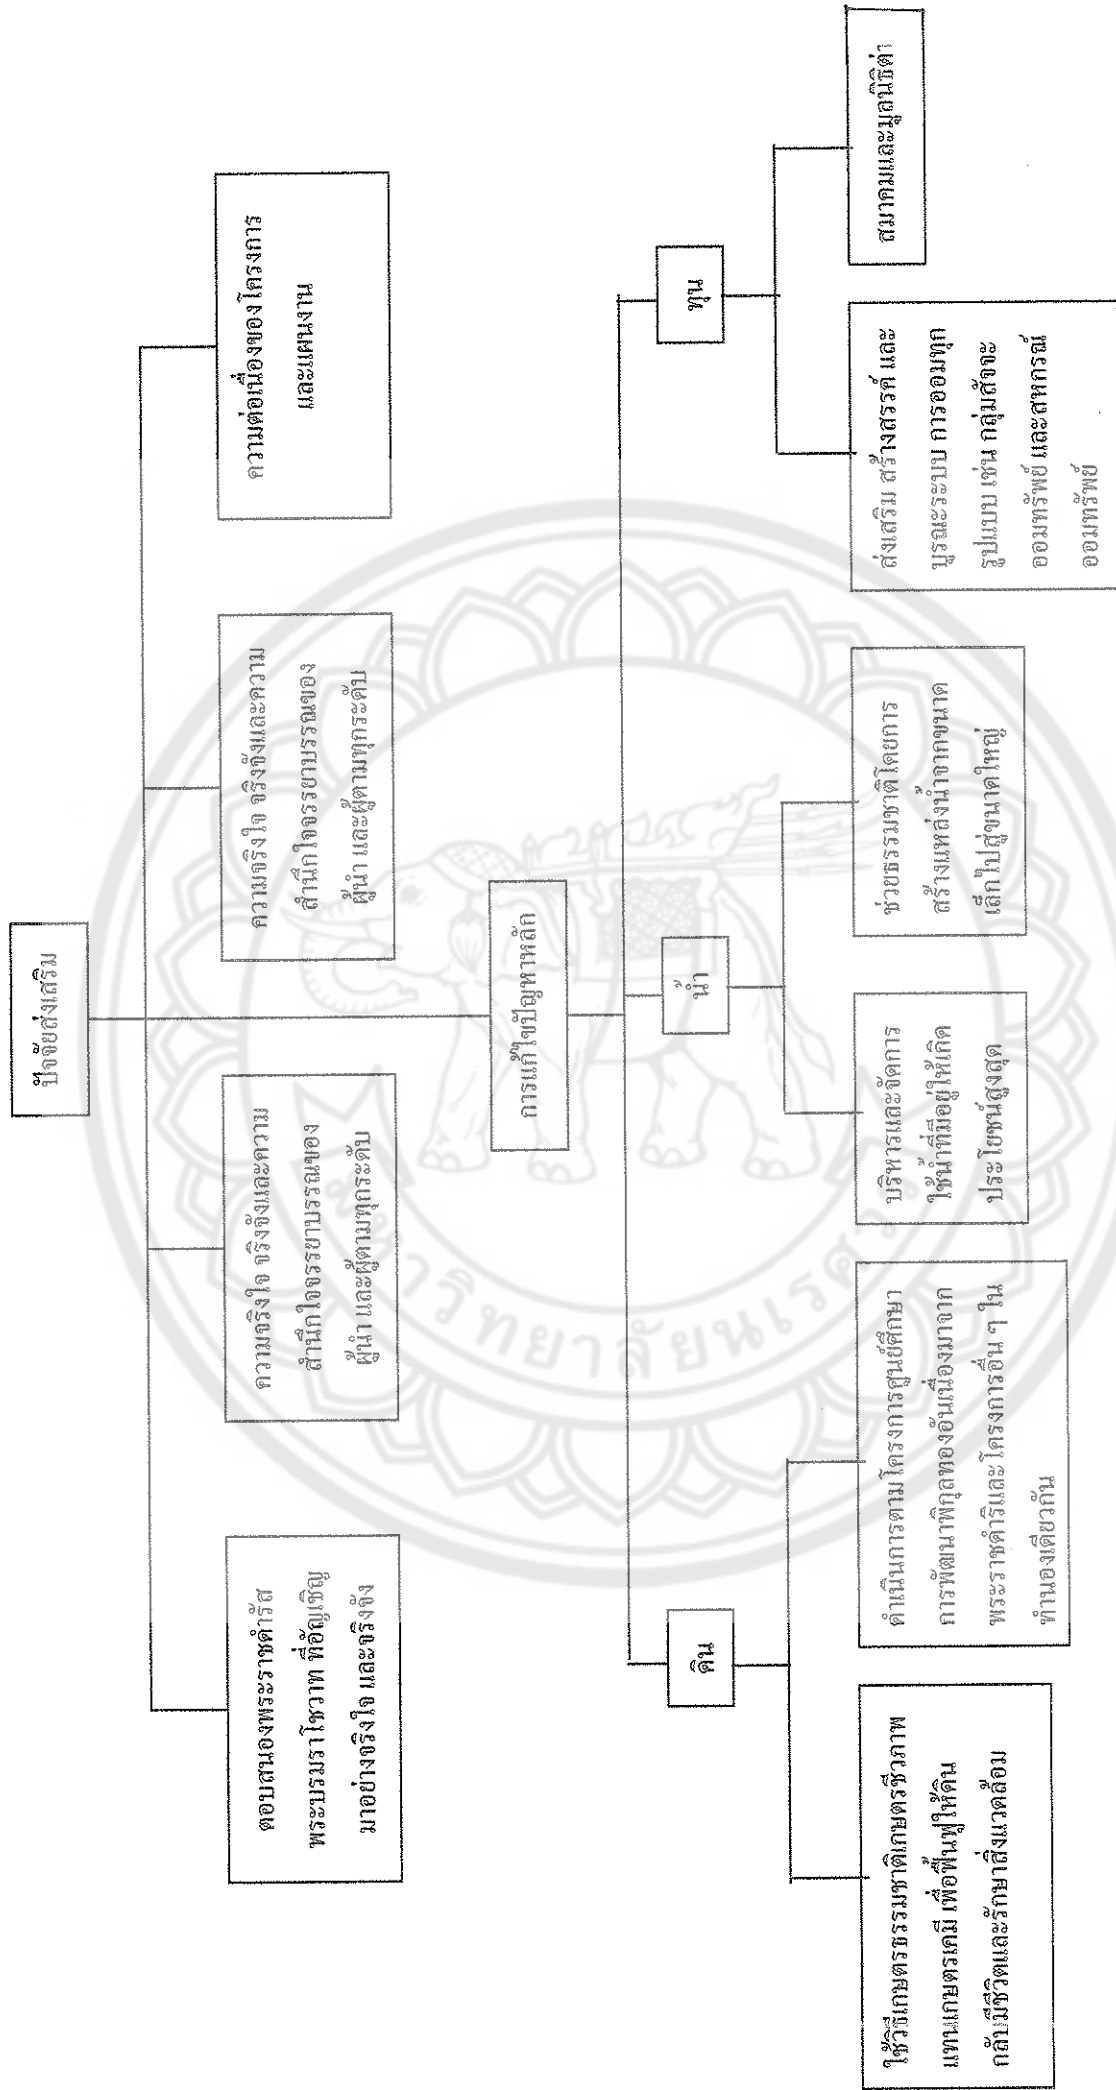 ปัจจัยส่งเสริม
ตอบสนองพระราชดำรัส
พระบรมราโชวาท ที่อัญเชิญ
มาอย่างจริงใจ และจริงจัง
ความจริงใจ จริงจังและความ
สำนึกใจจรรยาบรรณของ
ผู้นำ และผู้ตามทุกระดับ
ความจริงใจ จริงจังและความ
สำนึกใจจรรยาบรรณของ
ผู้นำ และผู้ตามทุกระดับ
ความต่อเนื่องของโครงการ
และแผนงาน
การแก้ไขปัญหาหลัก
ดิน
น้ำ
ทุน
ใช้วิธีเกษตรธรรมชาติเกษตรชีวภาพ
แทนเกษตรเคมี เพื่อฟื้นฟูให้ดิน
กลับมีชีวิตและรักษาสิ่งแวดล้อม
ดำเนินการตามโครงการศูนย์ศึกษา
การพัฒนาพิกุลทองอันเนื่องมาจาก
พระราชดำริและโครงการอื่น ๆ ใน
ทำนองเดียวกัน
บริหารและจัดการ
ใช้น้ำที่มีอยู่ให้เกิด
ประโยชน์สูงสุด
ช่วยธรรมชาติโดยการ
สร้างแหล่งน้ำจากขนาด
เล็กไปสู่ขนาดใหญ่
ส่งเสริม สร้างสรรค์ และ
บูรณะระบบ การออมทุก
รูปแบบ เช่น กลุ่มสัจจะ
ออมทรัพย์ และสหกรณ์
ออมทรัพย์
สมาคมและมูลนิธิต่า
มหาวิทยาลัยนเรศวร